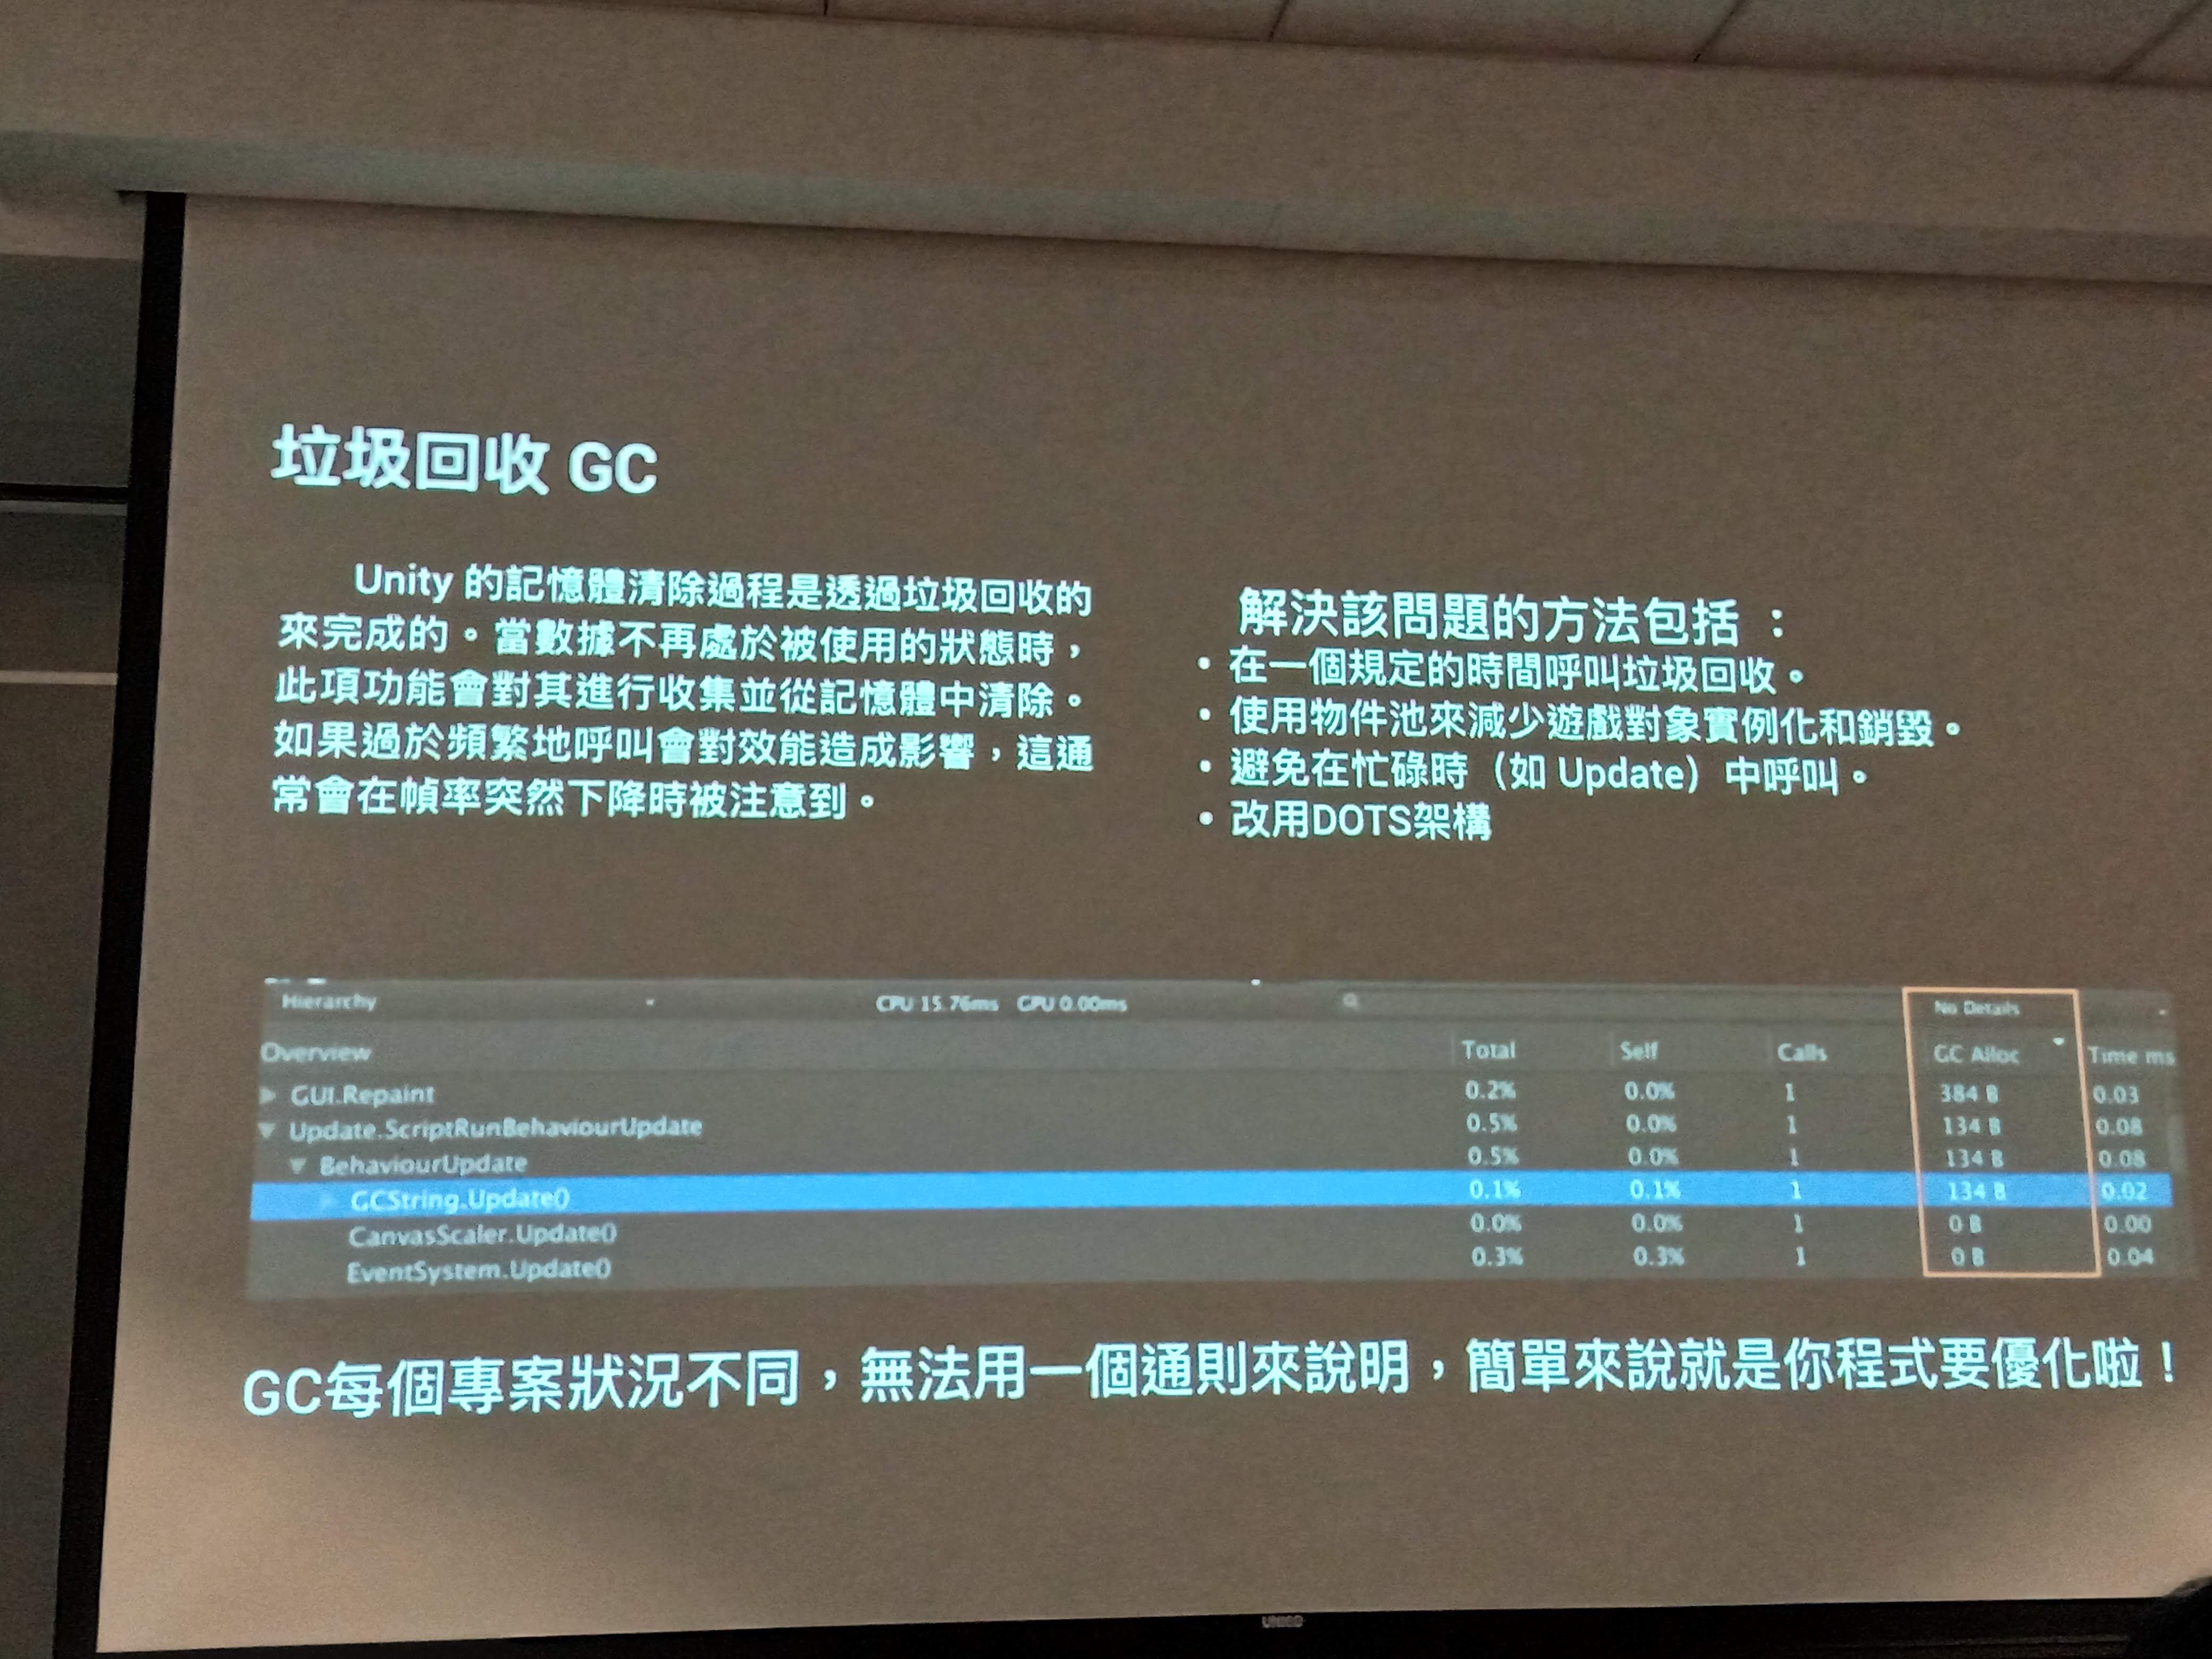 垃圾回收 GC
Unity 的記憶體清除過程是透過垃圾回收的
來完成的。當數據不再處於被使用的狀態時，
此項功能會對其進行收集並從記憶體中清除。
如果過於頻繁地呼叫會對效能造成影響，這通
常會在幀率突然下降時被注意到。
解決該問題的方法包括 ：
• 在一個規定的時間呼叫垃圾回收。
• 使用物件池來減少遊戲對象實例化和銷毀。
• 避免在忙碌時（如 Update）中呼叫。
• 改用DOTS架構
Hierarchy CPU 15.76ms GPU 0.00ms No Details
Overview Total Self Calls GC Alloc Time ms
GUI.Repaint 0.2% 0.0% 1 384 B 0.03
Update.ScriptRunBehaviourUpdate 0.5% 0.0% 1 134 B 0.08
BehaviourUpdate 0.5% 0.0% 1 134 B 0.08
GCString.Update() 0.1% 0.1% 1 134 B 0.02
CanvasScaler.Update() 0.0% 0.0% 1 0 B 0.00
EventSystem.Update() 0.3% 0.3% 1 0 B 0.04
GC每個專案狀況不同，無法用一個通則來說明，簡單來說就是你程式要優化啦！